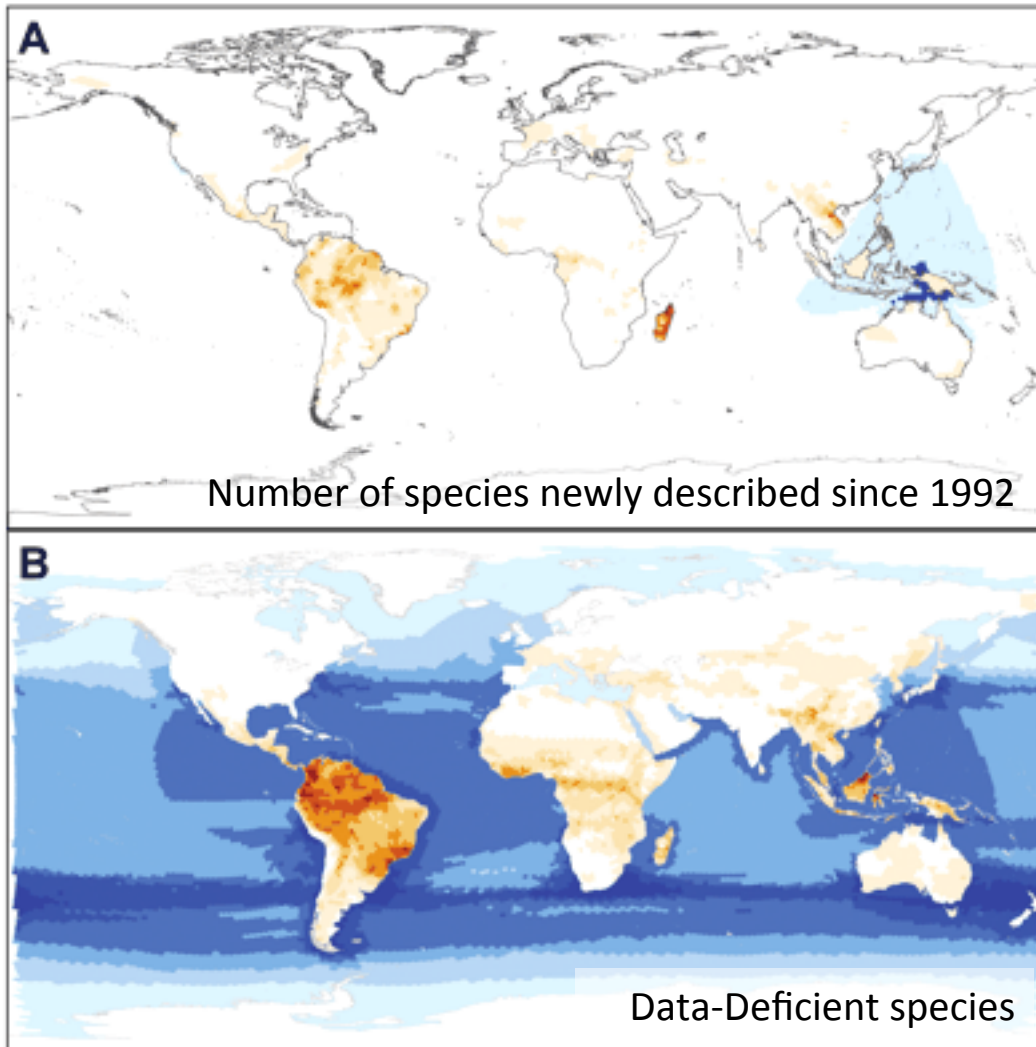 A
Number of species newly described since 1992
B
Data-Deficient species